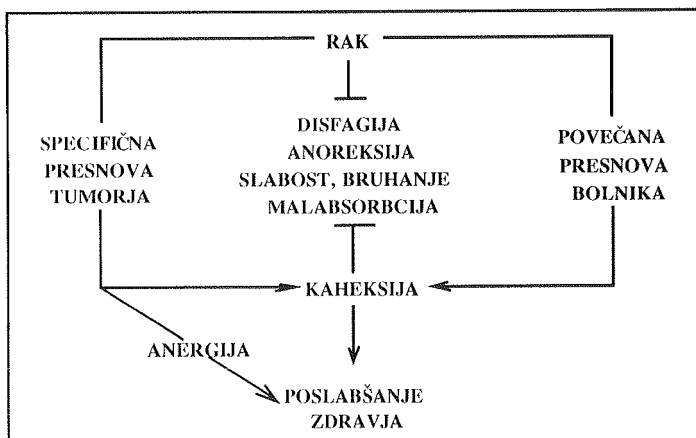 RAK
SPECIFIČNA
PRESNOVA
TUMORJA
DISFAGIJA
ANOREKSIJA
SLABOST, BRUHANJE
MALABSORBCIJA
POVEČANA
PRESNOVA
BOLNIKA
KAHEKSIJA
ANERGIJA
POSLABŠANJE
ZDRAVJA